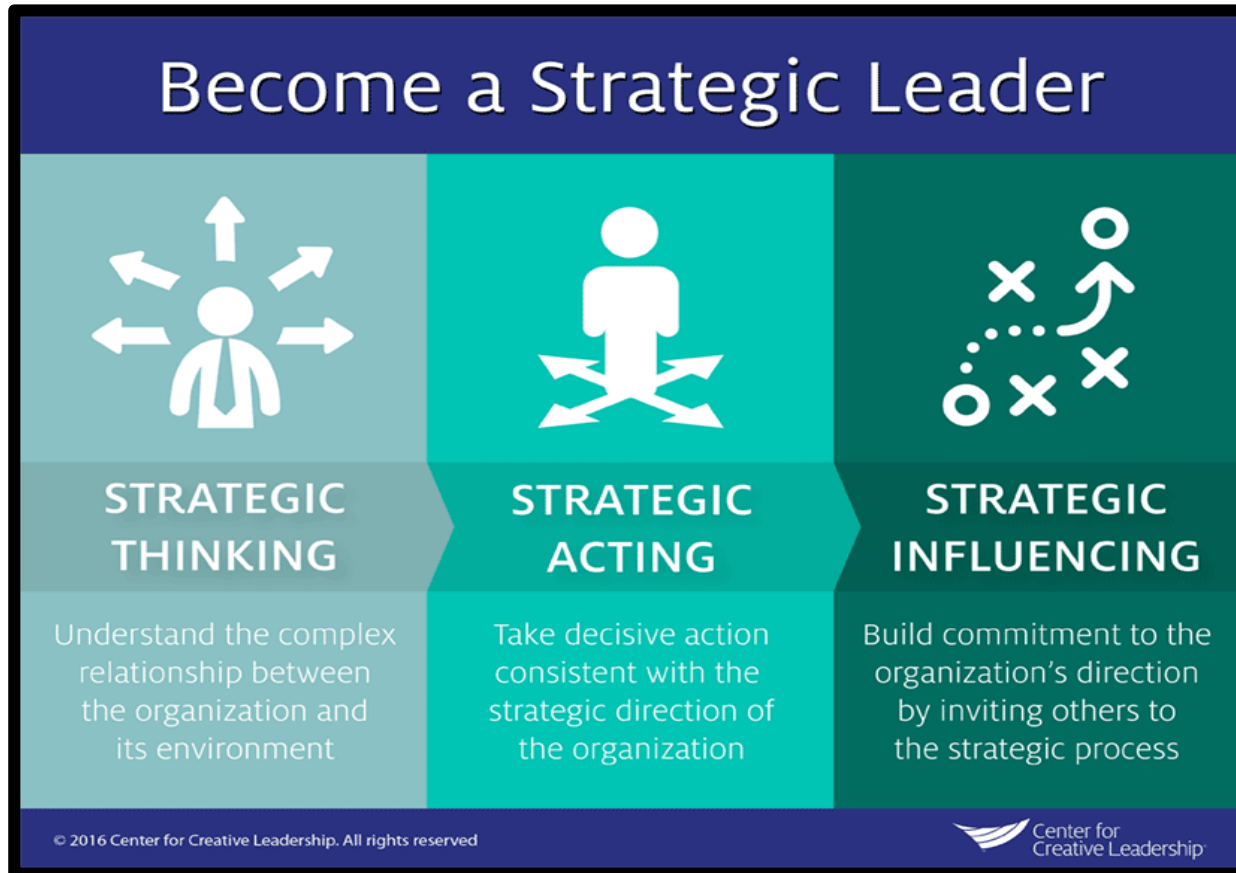 Become a Strategic Leader
STRATEGIC
THINKING
Understand the complex
relationship between
the organization and
its environment
STRATEGIC
ACTING
Take decisive action
consistent with the
strategic direction of
the organization
STRATEGIC
INFLUENCING
Build commitment to the
organization's direction
by inviting others to
the strategic process
© 2016 Center for Creative Leadership. All rights reserved
Center for
Creative Leadership